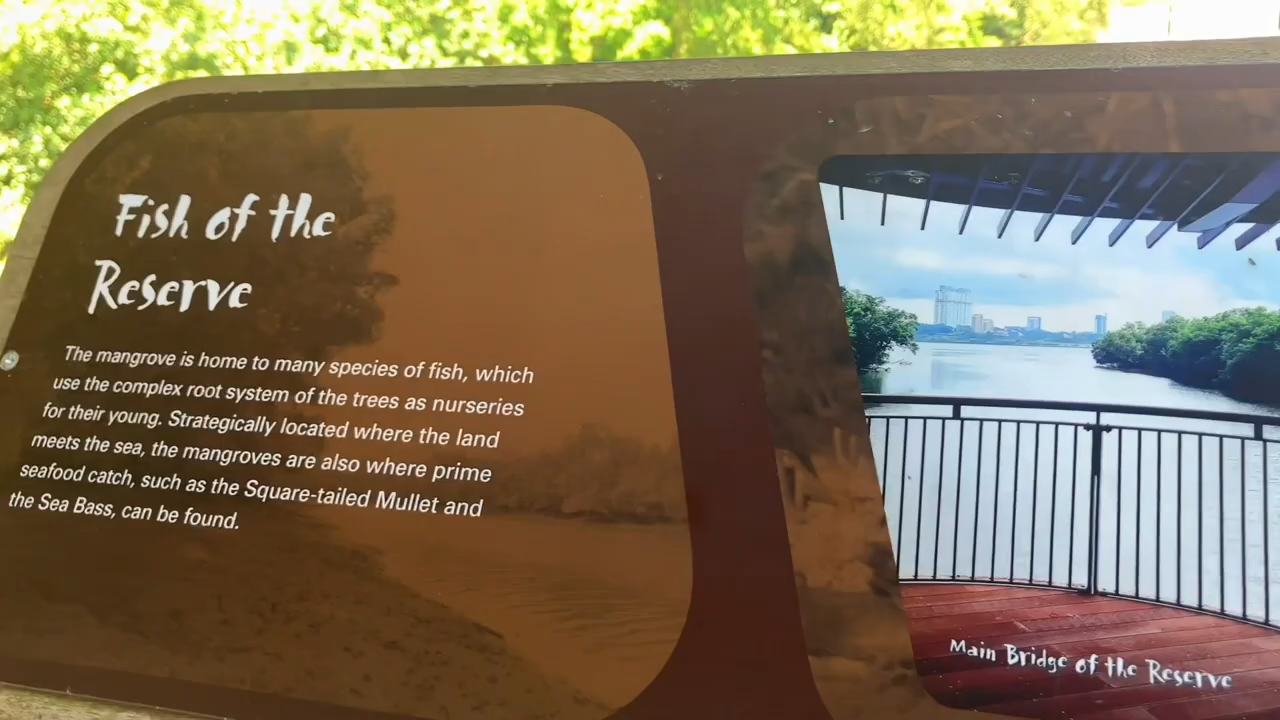 Fish of the
Reserve
The mangrove is home to many species of fish, which
use the complex root system of the trees as nurseries
for their young. Strategically located where the land
meets the sea, the mangroves are also where prime
seafood catch, such as the Square-tailed Mullet and
the Sea Bass, can be found.
Main Bridge of the Reserve